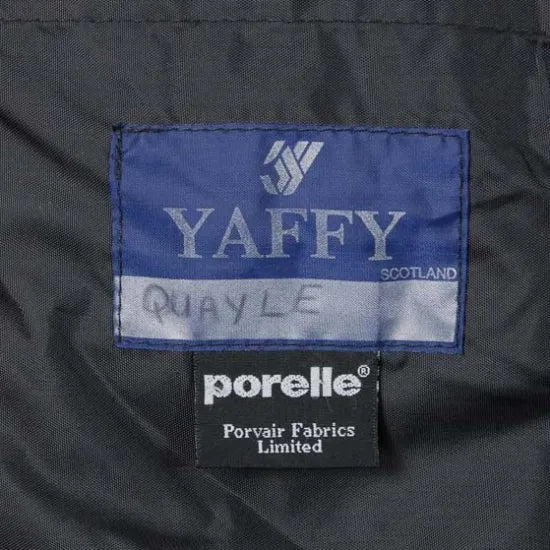 YAFFY
SCOTLAND
QUAYLE
porelle®
Porvair Fabrics
Limited